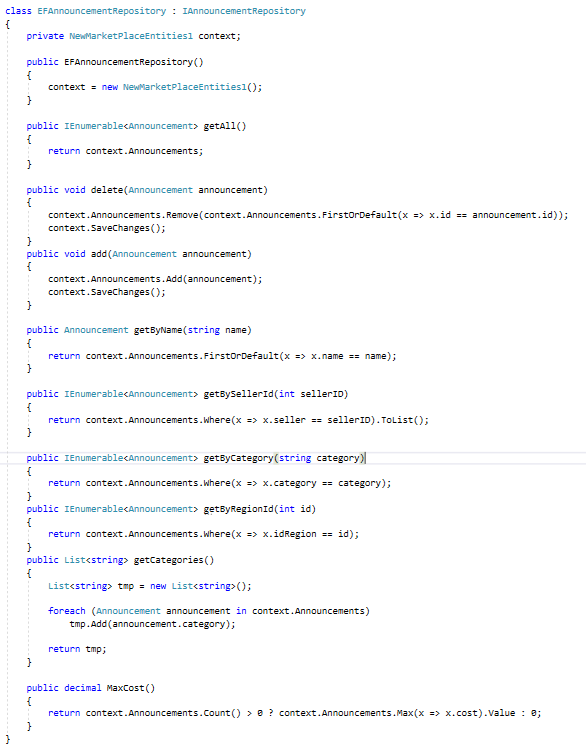 class EFAnnouncementRepository : IAnnouncementRepository
{
    private NewMarketPlaceEntities1 context;

    public EFAnnouncementRepository()
    {
        context = new NewMarketPlaceEntities1();
    }

    public IEnumerable<Announcement> getAll()
    {
        return context.Announcements;
    }

    public void delete(Announcement announcement)
    {
        context.Announcements.Remove(context.Announcements.FirstOrDefault(x => x.id == announcement.id));
        context.SaveChanges();
    }
    public void add(Announcement announcement)
    {
        context.Announcements.Add(announcement);
        context.SaveChanges();
    }

    public Announcement getByName(string name)
    {
        return context.Announcements.FirstOrDefault(x => x.name == name);
    }

    public IEnumerable<Announcement> getBySellerId(int sellerID)
    {
        return context.Announcements.Where(x => x.seller == sellerID).ToList();
    }

    public IEnumerable<Announcement> getByCategory(string category)
    {
        return context.Announcements.Where(x => x.category == category);
    }
    public IEnumerable<Announcement> getByRegionId(int id)
    {
        return context.Announcements.Where(x => x.idRegion == id);
    }
    public List<string> getCategories()
    {
        List<string> tmp = new List<string>();

        foreach (Announcement announcement in context.Announcements)
            tmp.Add(announcement.category);

        return tmp;
    }

    public decimal MaxCost()
    {
        return context.Announcements.Count() > 0 ? context.Announcements.Max(x => x.cost).Value : 0;
    }
}